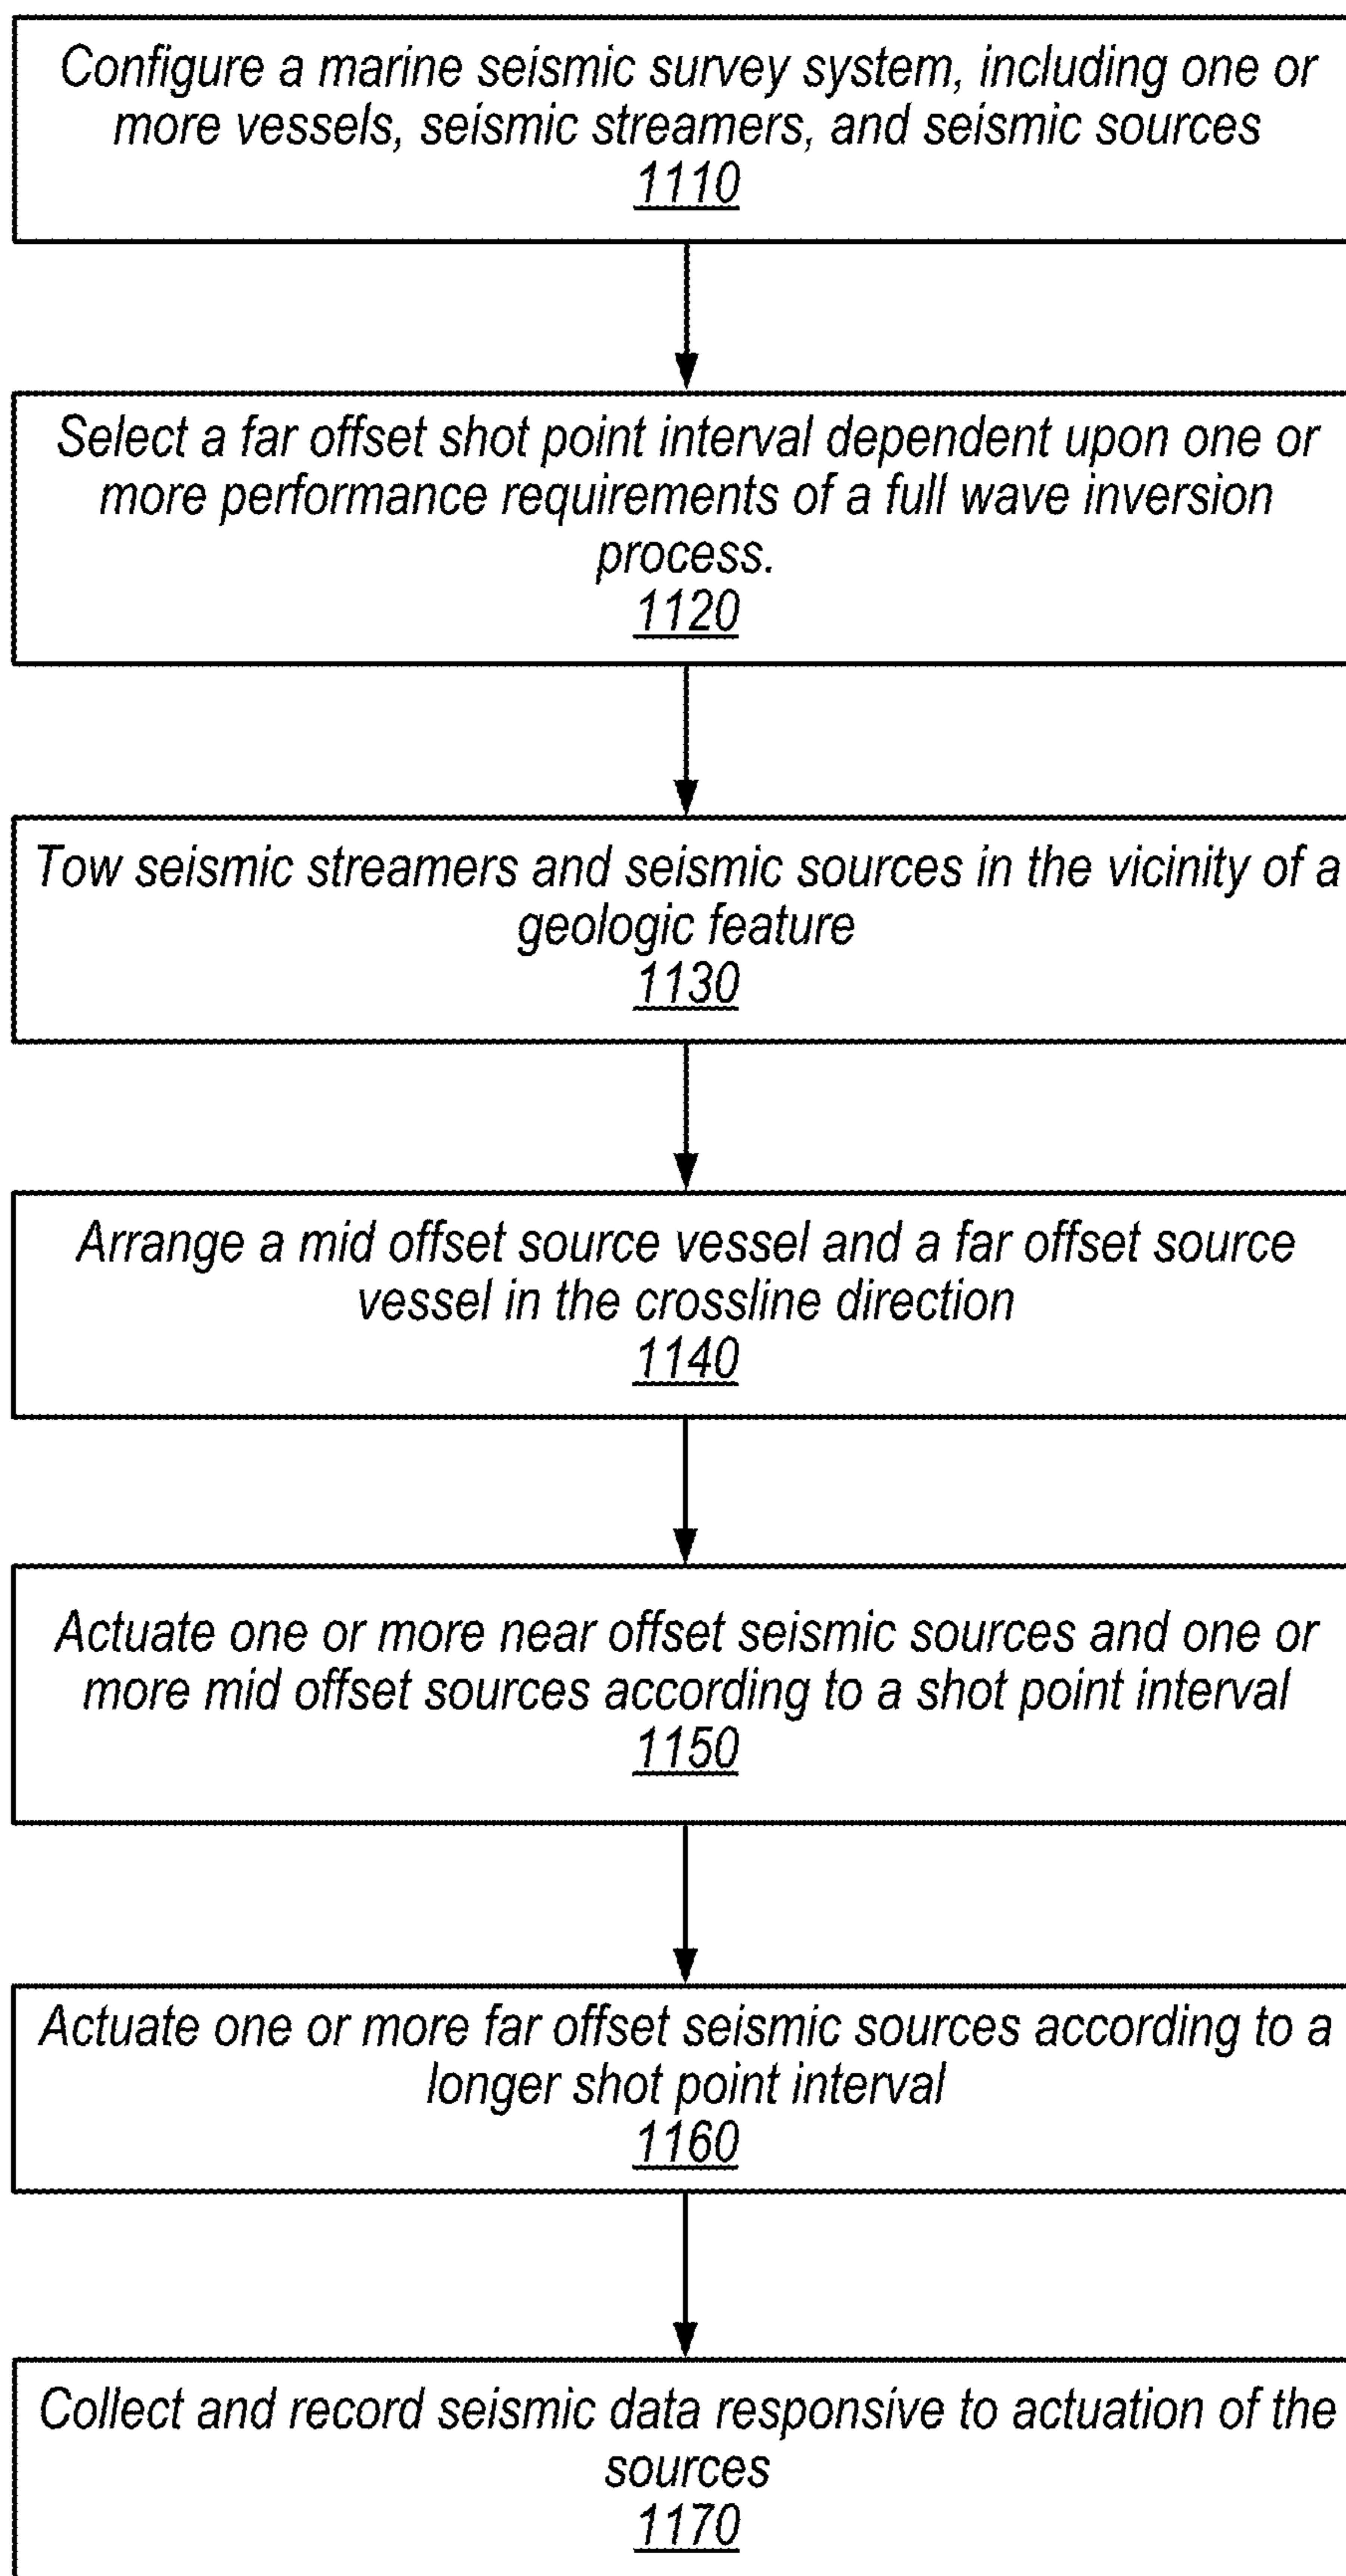 Configure a marine seismic survey system, including one or
more vessels, seismic streamers, and seismic sources
1110
Select a far offset shot point interval dependent upon one or
more performance requirements of a full wave inversion
process.
1120
Tow seismic streamers and seismic sources in the vicinity of a
geologic feature
1130
Arrange a mid offset source vessel and a far offset source
vessel in the crossline direction
1140
Actuate one or more near offset seismic sources and one or
more mid offset sources according to a shot point interval
1150
Actuate one or more far offset seismic sources according to a
longer shot point interval
1160
Collect and record seismic data responsive to actuation of the
sources
1170